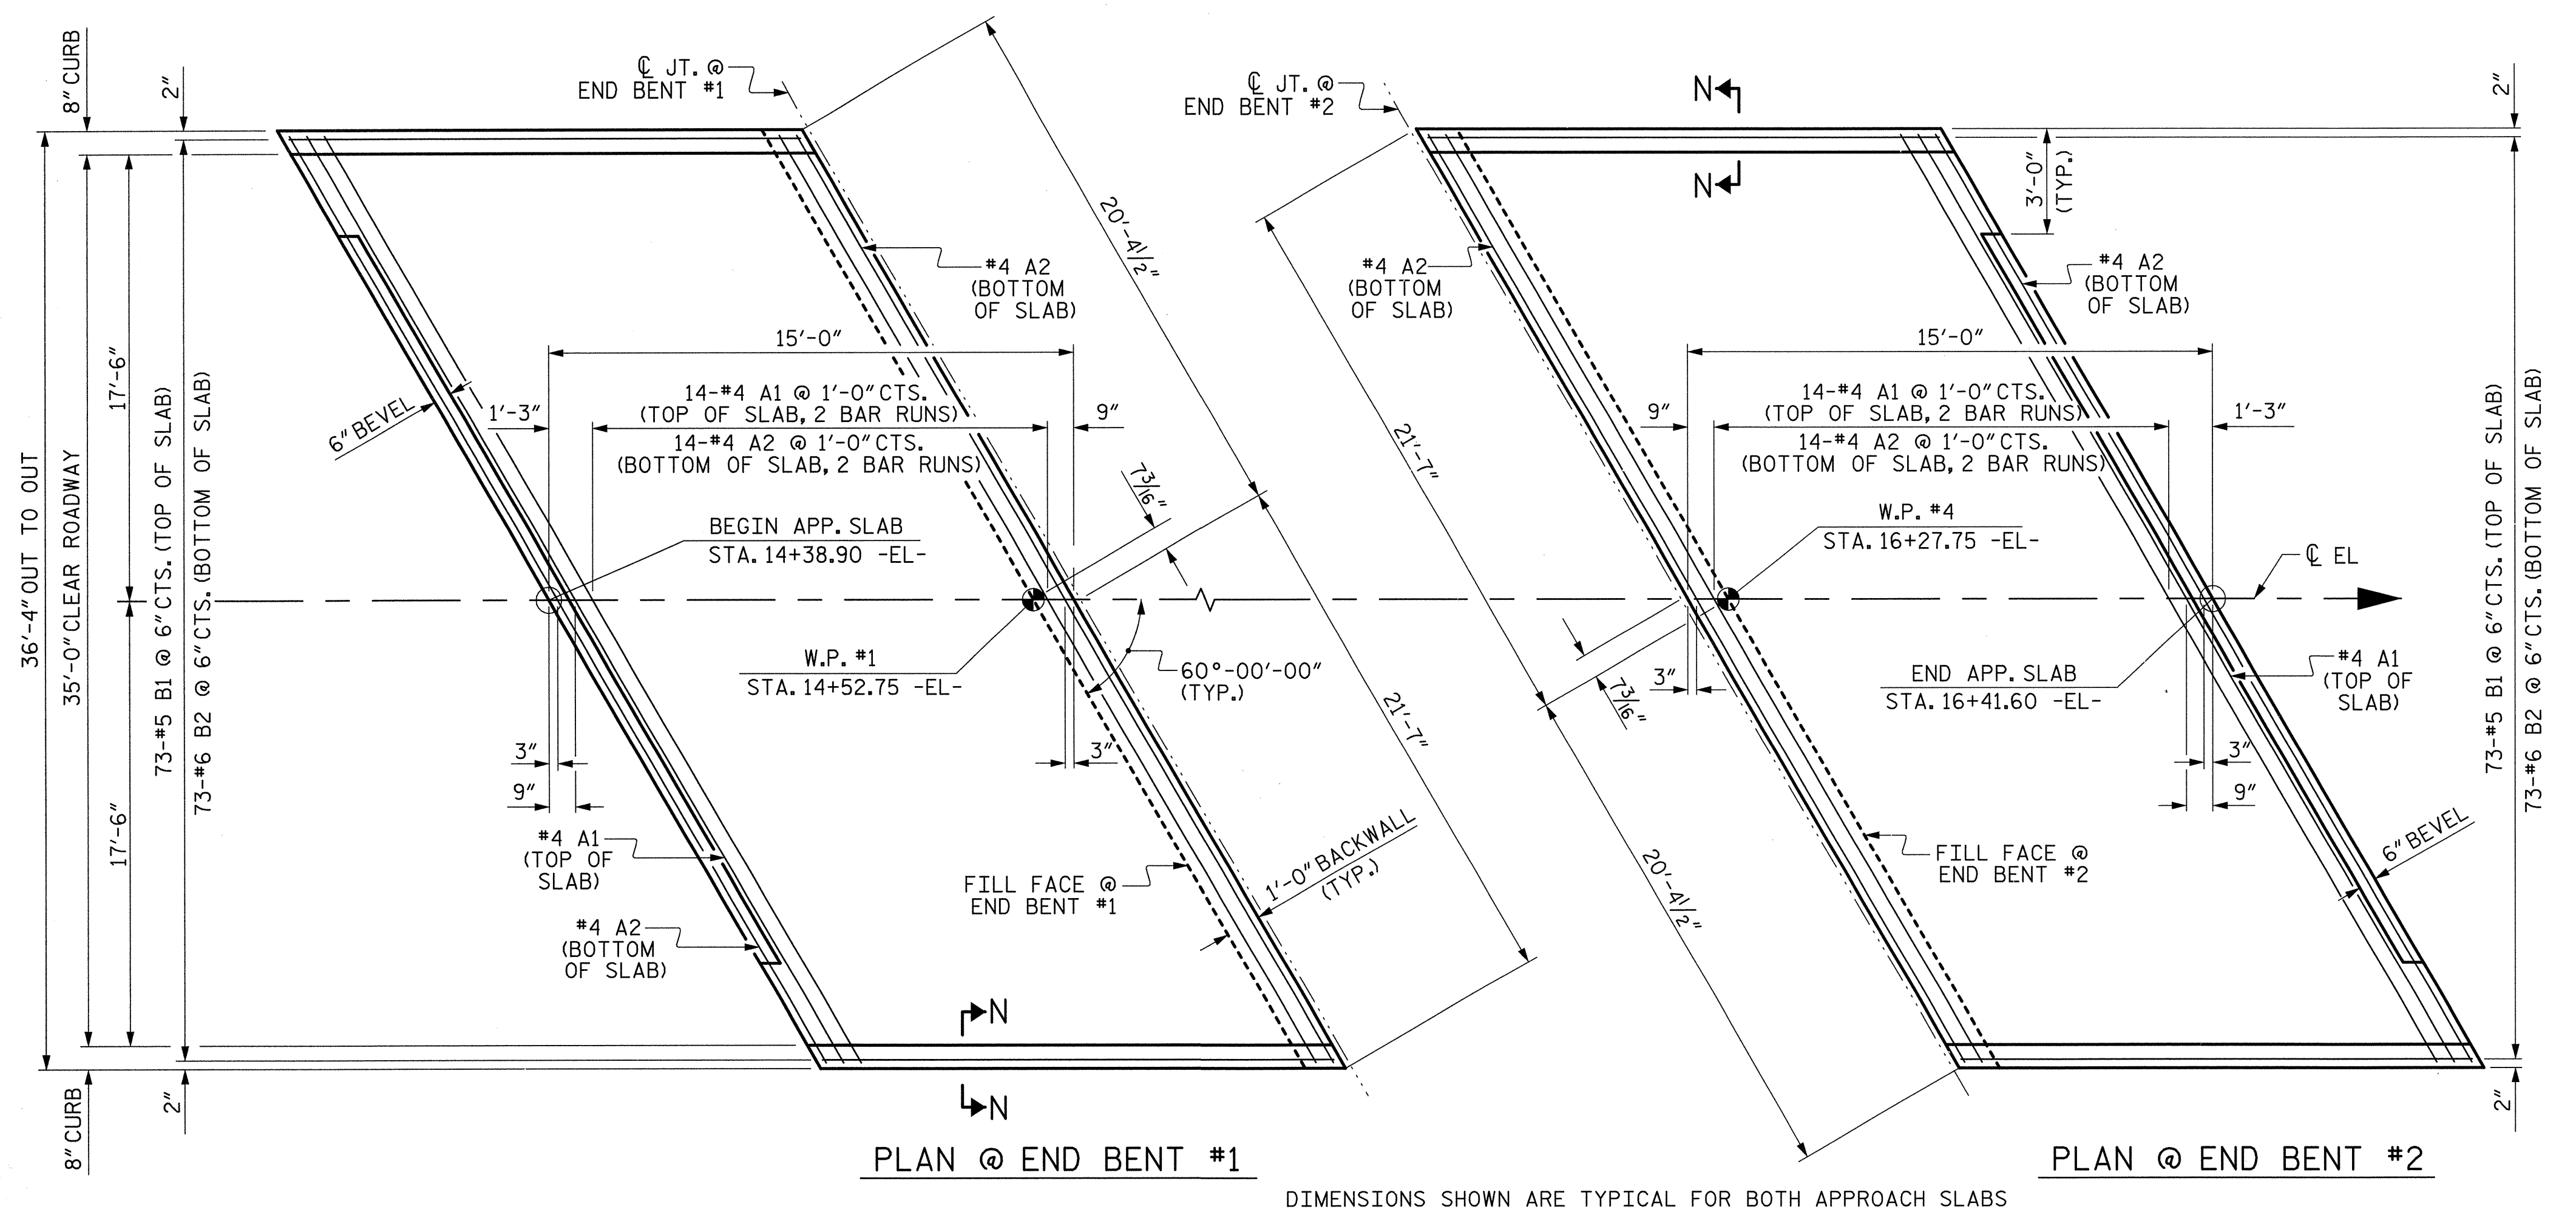 8" CURB
2"
36'-4" OUT TO OUT
35'-0" CLEAR ROADWAY
17'-6"
17'-6"
73-#5 B1 @ 6" CTS. (TOP OF SLAB)
73-#6 B2 @ 6" CTS. (BOTTOM OF SLAB)
8" CURB
2"
℄ JT. @
END BENT #1
20'-4 1/2"
#4 A2
(BOTTOM
OF SLAB)
15'-0"
6" BEVEL
1'-3"
14-#4 A1 @ 1'-0" CTS.
(TOP OF SLAB, 2 BAR RUNS)
14-#4 A2 @ 1'-0" CTS.
(BOTTOM OF SLAB, 2 BAR RUNS)
9"
7 3/16"
BEGIN APP. SLAB
STA. 14+38.90 -EL-
W.P. #1
STA. 14+52.75 -EL-
60°-00'-00"
(TYP.)
21'-7"
3"
9"
3"
#4 A1
(TOP OF
SLAB)
#4 A2
(BOTTOM
OF SLAB)
FILL FACE @
END BENT #1
1'-0" BACKWALL
(TYP.)
N
N
PLAN @ END BENT #1
℄ JT. @
END BENT #2
N
N
2"
3'-0"
(TYP.)
#4 A2
(BOTTOM
OF SLAB)
#4 A2
(BOTTOM
OF SLAB)
15'-0"
21'-7"
9"
14-#4 A1 @ 1'-0" CTS.
(TOP OF SLAB, 2 BAR RUNS)
14-#4 A2 @ 1'-0" CTS.
(BOTTOM OF SLAB, 2 BAR RUNS)
1'-3"
W.P. #4
STA. 16+27.75 -EL-
℄ EL
END APP. SLAB
STA. 16+41.60 -EL-
#4 A1
(TOP OF
SLAB)
3"
7 3/16"
3"
9"
20'-4 1/2"
FILL FACE @
END BENT #2
6" BEVEL
73-#5 B1 @ 6" CTS. (TOP OF SLAB)
73-#6 B2 @ 6" CTS. (BOTTOM OF SLAB)
2"
PLAN @ END BENT #2
DIMENSIONS SHOWN ARE TYPICAL FOR BOTH APPROACH SLABS